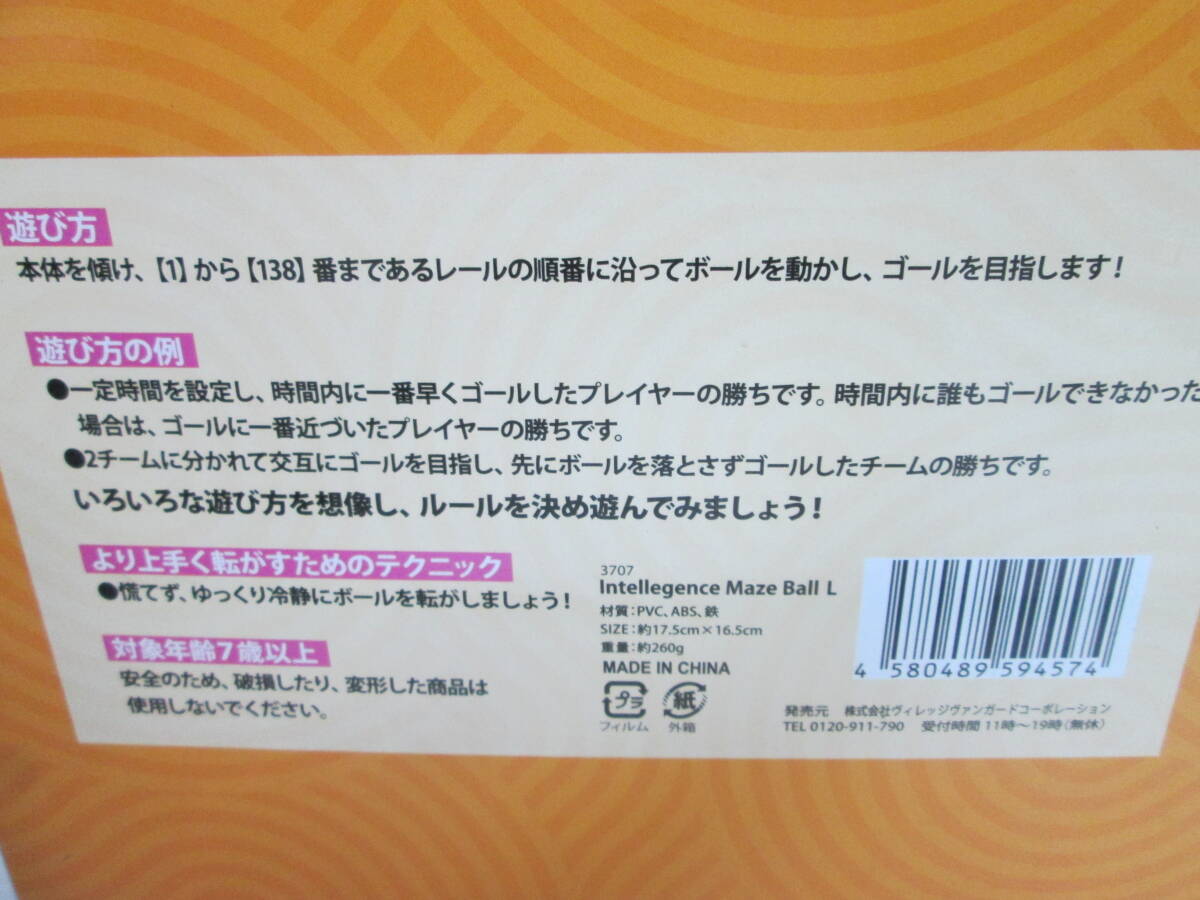 遊び方
本体を傾け、【1】から【138】番まであるレールの順番に沿ってボールを動かし、ゴールを目指します!
遊び方の例
●一定時間を設定し、時間内に一番早くゴールしたプレイヤーの勝ちです。時間内に誰もゴールできなかった
場合は、ゴールに一番近づいたプレイヤーの勝ちです。
●2チームに分かれて交互にゴールを目指し、先にボールを落とさずゴールしたチームの勝ちです。
いろいろな遊び方を想像し、ルールを決め遊んでみましょう!
より上手く転がすためのテクニック
●慌てず、ゆっくり冷静にボールを転がしましょう!
対象年齢7歳以上
安全のため、破損したり、変形した商品は
使用しないでください。
3707
Intellegence Maze Ball L
材質:PVC、ABS、鉄
SIZE:約17.5cm×16.5cm
重量:約260g
MADE IN CHINA
プラ 紙
フィルム 外箱
4 580489 594574
発売元 株式会社ヴィレッジヴァンガードコーポレーション
TEL 0120-911-790 受付時間 11時～19時(無休)